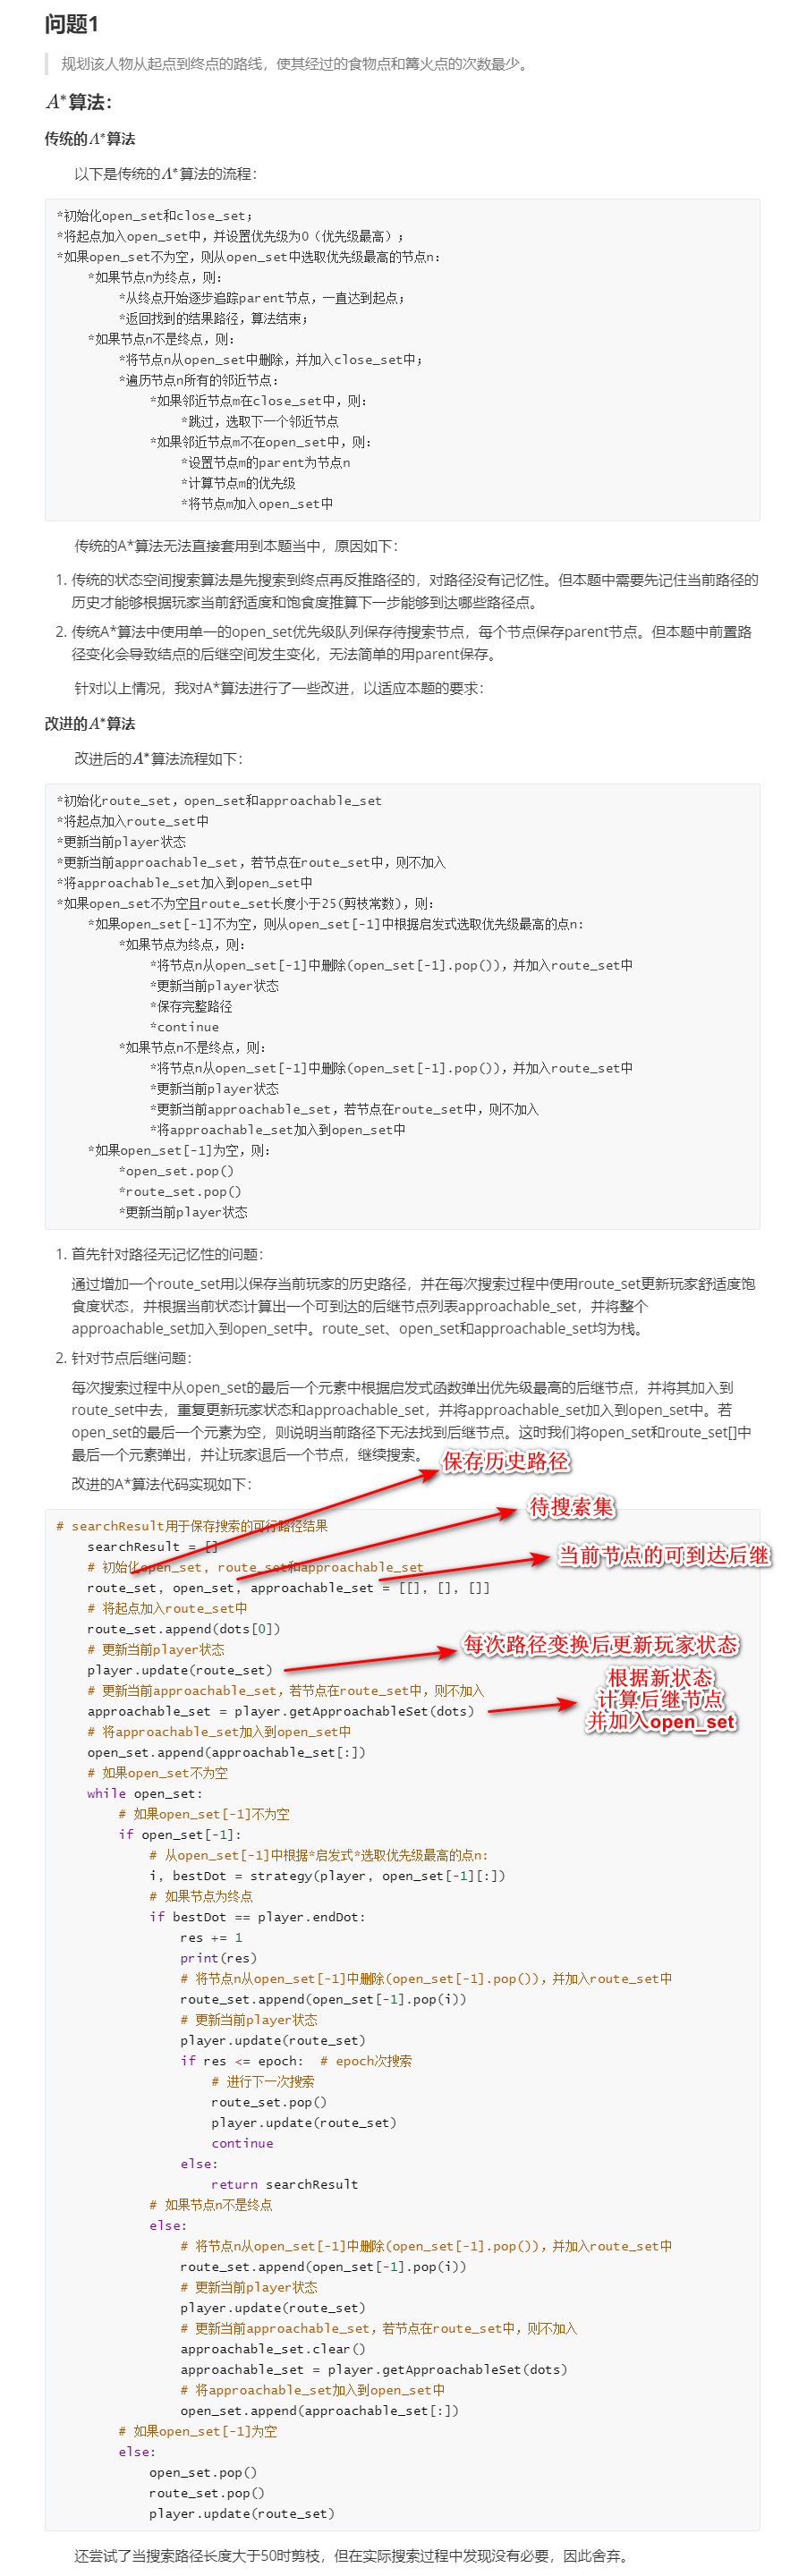 问题1
规划该人物从起点到终点的路线，使其经过的食物点和篝火点的次数最少。
A*算法：
传统的A*算法
以下是传统的A*算法的流程：
*初始化open_set和close_set；
*将起点加入open_set中，并设置优先级为0（优先级最高）；
*如果open_set不为空，则从open_set中选取优先级最高的节点n：
*如果节点n为终点，则：
*从终点开始逐步追踪parent节点，一直达到起点；
*返回找到的结果路径，算法结束；
*如果节点n不是终点，则：
*将节点n从open_set中删除，并加入close_set中；
*遍历节点n所有的邻近节点：
*如果邻近节点m在close_set中，则：
*跳过，选取下一个邻近节点
*如果邻近节点m不在open_set中，则：
*设置节点m的parent为节点n
*计算节点m的优先级
*将节点m加入open_set中
传统的A*算法无法直接套用到本题当中，原因如下：
1. 传统的状态空间搜索算法是先搜索到终点再反推路径的，对路径没有记忆性。但本题中需要先记住当前路径的
历史才能够根据玩家当前舒适度和饱食度推算下一步能够到达哪些路径点。
2. 传统A*算法中使用单一的open_set优先级队列保存待搜索节点，每个节点保存parent节点。但本题中前置路
径变化会导致结点的后继空间发生变化，无法简单的用parent保存。
针对以上情况，我对A*算法进行了一些改进，以适应本题的要求：
改进的A*算法
改进后的A*算法流程如下：
*初始化route_set，open_set和approachable_set
*将起点加入route_set中
*更新当前player状态
*更新当前approachable_set，若节点在route_set中，则不加入
*将approachable_set加入到open_set中
*如果open_set不为空且route_set长度小于25(剪枝常数)，则：
*如果open_set[-1]不为空，则从open_set[-1]中根据启发式选取优先级最高的点n:
*如果节点为终点，则：
*将节点n从open_set[-1]中删除(open_set[-1].pop())，并加入route_set中
*更新当前player状态
*保存完整路径
*continue
*如果节点n不是终点，则：
*将节点n从open_set[-1]中删除(open_set[-1].pop())，并加入route_set中
*更新当前player状态
*更新当前approachable_set，若节点在route_set中，则不加入
*将approachable_set加入到open_set中
*如果open_set[-1]为空，则：
*open_set.pop()
*route_set.pop()
*更新当前player状态
1. 首先针对路径无记忆性的问题：
通过增加一个route_set用以保存当前玩家的历史路径，并在每次搜索过程中使用route_set更新玩家舒适度饱
食度状态，并根据当前状态计算出一个可到达的后继节点列表approachable_set，并将整个
approachable_set加入到open_set中。route_set、open_set和approachable_set均为栈。
2. 针对节点后继问题：
每次搜索过程中从open_set的最后一个元素中根据启发式函数弹出优先级最高的后继节点，并将其加入到
route_set中去，重复更新玩家状态和approachable_set，并将approachable_set加入到open_set中。若
open_set的最后一个元素为空，则说明当前路径下无法找到后继节点。这时我们将open_set和route_set[]中
最后一个元素弹出，并让玩家退后一个节点，继续搜索。
保存历史路径
改进的A*算法代码实现如下：
待搜索集
# searchResult用于保存搜索的可行路径结果
searchResult = []
当前节点的可到达后继
# 初始化open_set, route_set和approachable_set
route_set, open_set, approachable_set = [[], [], []]
# 将起点加入route_set中
route_set.append(dots[0])
每次路径变换后更新玩家状态
# 更新当前player状态
player.update(route_set)
根据新状态
计算后继节点
并加入open_set
# 更新当前approachable_set，若节点在route_set中，则不加入
approachable_set = player.getApproachableSet(dots)
# 将approachable_set加入到open_set中
open_set.append(approachable_set[:])
# 如果open_set不为空
while open_set:
# 如果open_set[-1]不为空
if open_set[-1]:
# 从open_set[-1]中根据*启发式*选取优先级最高的点n:
i, bestDot = strategy(player, open_set[-1][:])
# 如果节点为终点
if bestDot == player.endDot:
res += 1
print(res)
# 将节点n从open_set[-1]中删除(open_set[-1].pop())，并加入route_set中
route_set.append(open_set[-1].pop(i))
# 更新当前player状态
player.update(route_set)
if res <= epoch:  # epoch次搜索
# 进行下一次搜索
route_set.pop()
player.update(route_set)
continue
else:
return searchResult
# 如果节点n不是终点
else:
# 将节点n从open_set[-1]中删除(open_set[-1].pop())，并加入route_set中
route_set.append(open_set[-1].pop(i))
# 更新当前player状态
player.update(route_set)
# 更新当前approachable_set，若节点在route_set中，则不加入
approachable_set.clear()
approachable_set = player.getApproachableSet(dots)
# 将approachable_set加入到open_set中
open_set.append(approachable_set[:])
# 如果open_set[-1]为空
else:
open_set.pop()
route_set.pop()
player.update(route_set)
还尝试了当搜索路径长度大于50时剪枝，但在实际搜索过程中发现没有必要，因此舍弃。